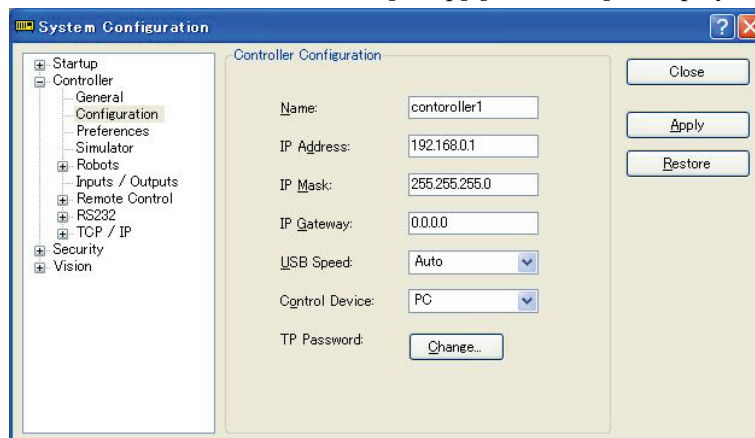 System Configuration
Startup
Controller
General
Configuration
Preferences
Simulator
Robots
Inputs / Outputs
Remote Control
RS232
TCP / IP
Security
Vision
Controller Configuration
Name: contoroller1
IP Address: 192.168.0.1
IP Mask: 255.255.255.0
IP Gateway: 0.0.0.0
USB Speed: Auto
Control Device: PC
TP Password: Change...
Close
Apply
Restore